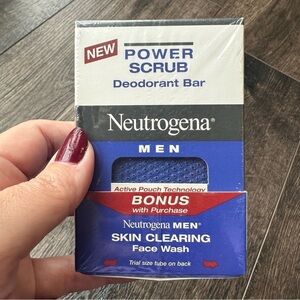 NEW
POWER
SCRUB
Deodorant Bar
Neutrogena®
MEN
Active Pouch Technology
BONUS
with Purchase
Neutrogena MEN®
SKIN CLEARING
Face Wash
Trial size tube on back